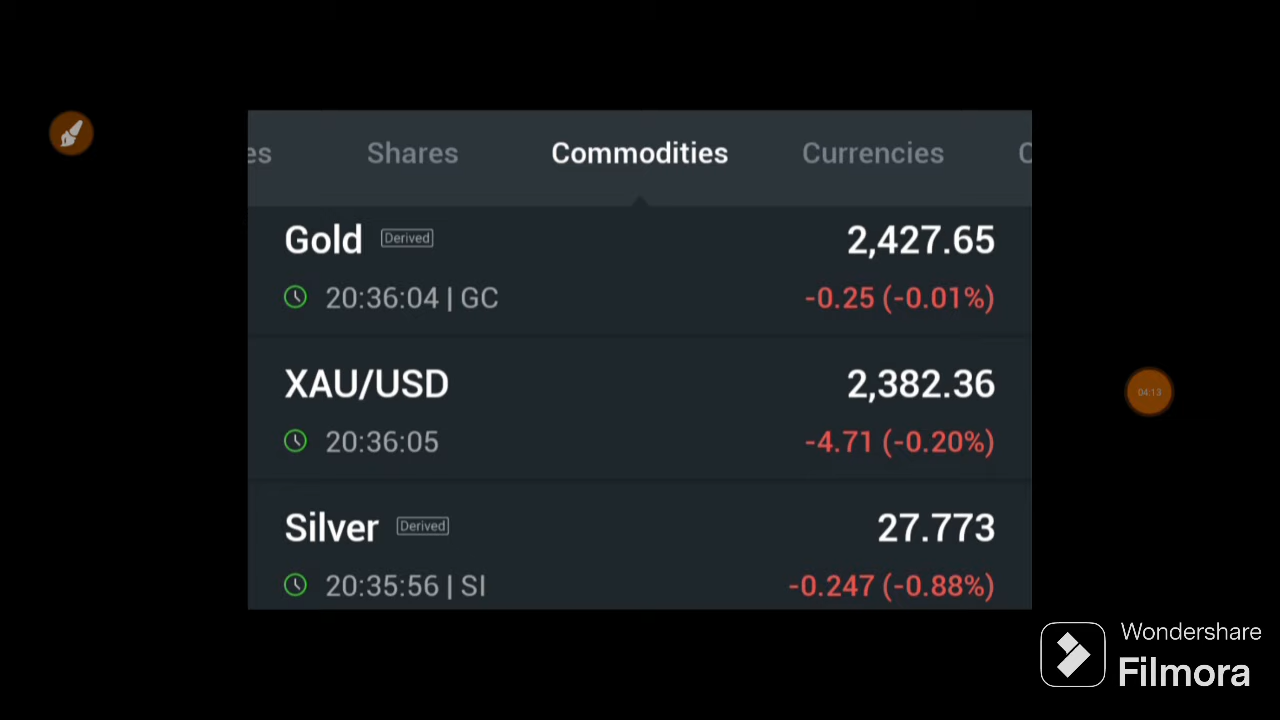 es Shares Commodities Currencies C
Gold Derived 2,427.65
20:36:04 | GC -0.25 (-0.01%)
XAU/USD 2,382.36
20:36:05 -4.71 (-0.20%)
Silver Derived 27.773
20:35:56 | SI -0.247 (-0.88%)
04:13
Wondershare
Filmora